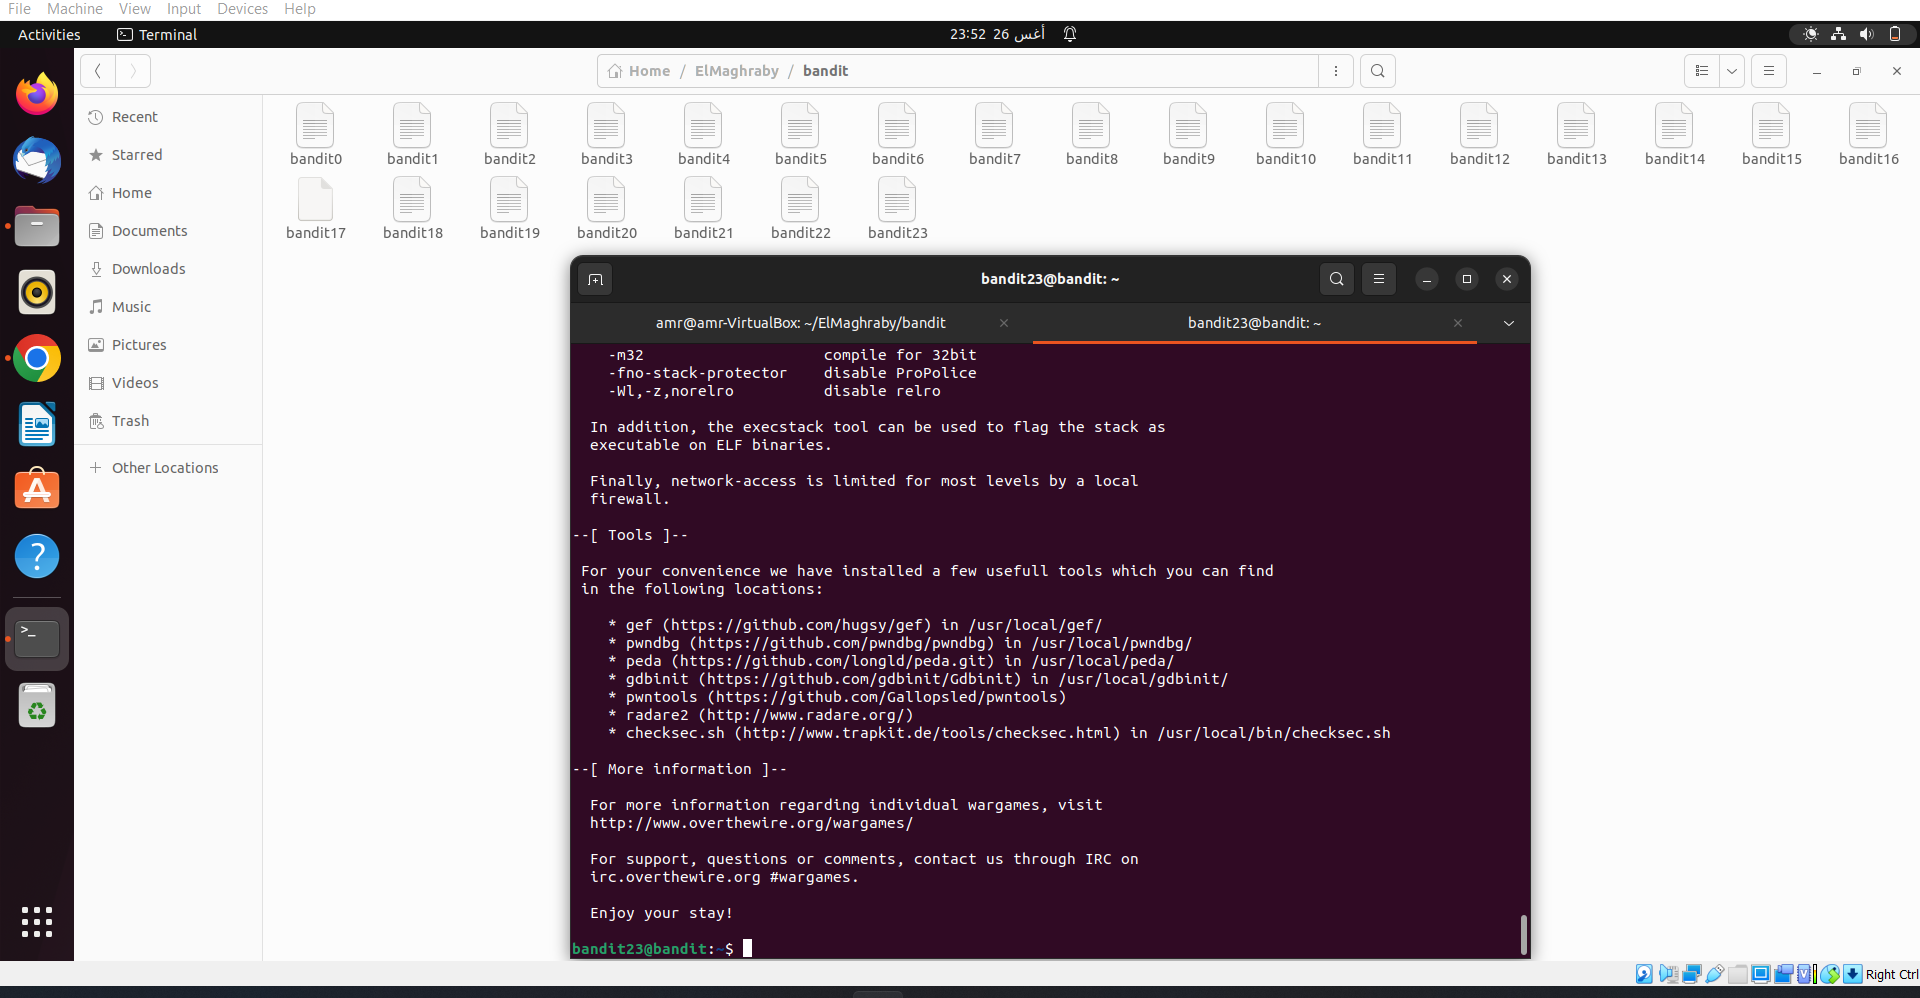 File Machine View Input Devices Help
Activities Terminal 23:52 26 أغس
Home / ElMaghraby / bandit
Recent
Starred
Home
Documents
Downloads
Music
Pictures
Videos
Trash
Other Locations
bandit0 bandit1 bandit2 bandit3 bandit4 bandit5 bandit6 bandit7 bandit8 bandit9 bandit10 bandit11 bandit12 bandit13 bandit14 bandit15 bandit16
bandit17 bandit18 bandit19 bandit20 bandit21 bandit22 bandit23
bandit23@bandit: ~
amr@amr-VirtualBox: ~/ElMaghraby/bandit bandit23@bandit: ~
-m32 compile for 32bit
-fno-stack-protector disable ProPolice
-Wl,-z,norelro disable relro
In addition, the execstack tool can be used to flag the stack as
executable on ELF binaries.
Finally, network-access is limited for most levels by a local
firewall.
--[ Tools ]--
For your convenience we have installed a few usefull tools which you can find
in the following locations:
* gef (https://github.com/hugsy/gef) in /usr/local/gef/
* pwndbg (https://github.com/pwndbg/pwndbg) in /usr/local/pwndbg/
* peda (https://github.com/longld/peda.git) in /usr/local/peda/
* gdbinit (https://github.com/gdbinit/Gdbinit) in /usr/local/gdbinit/
* pwntools (https://github.com/Gallopsled/pwntools)
* radare2 (http://www.radare.org/)
* checksec.sh (http://www.trapkit.de/tools/checksec.html) in /usr/local/bin/checksec.sh
--[ More information ]--
For more information regarding individual wargames, visit
http://www.overthewire.org/wargames/
For support, questions or comments, contact us through IRC on
irc.overthewire.org #wargames.
Enjoy your stay!
bandit23@bandit:~$
Right Ctrl